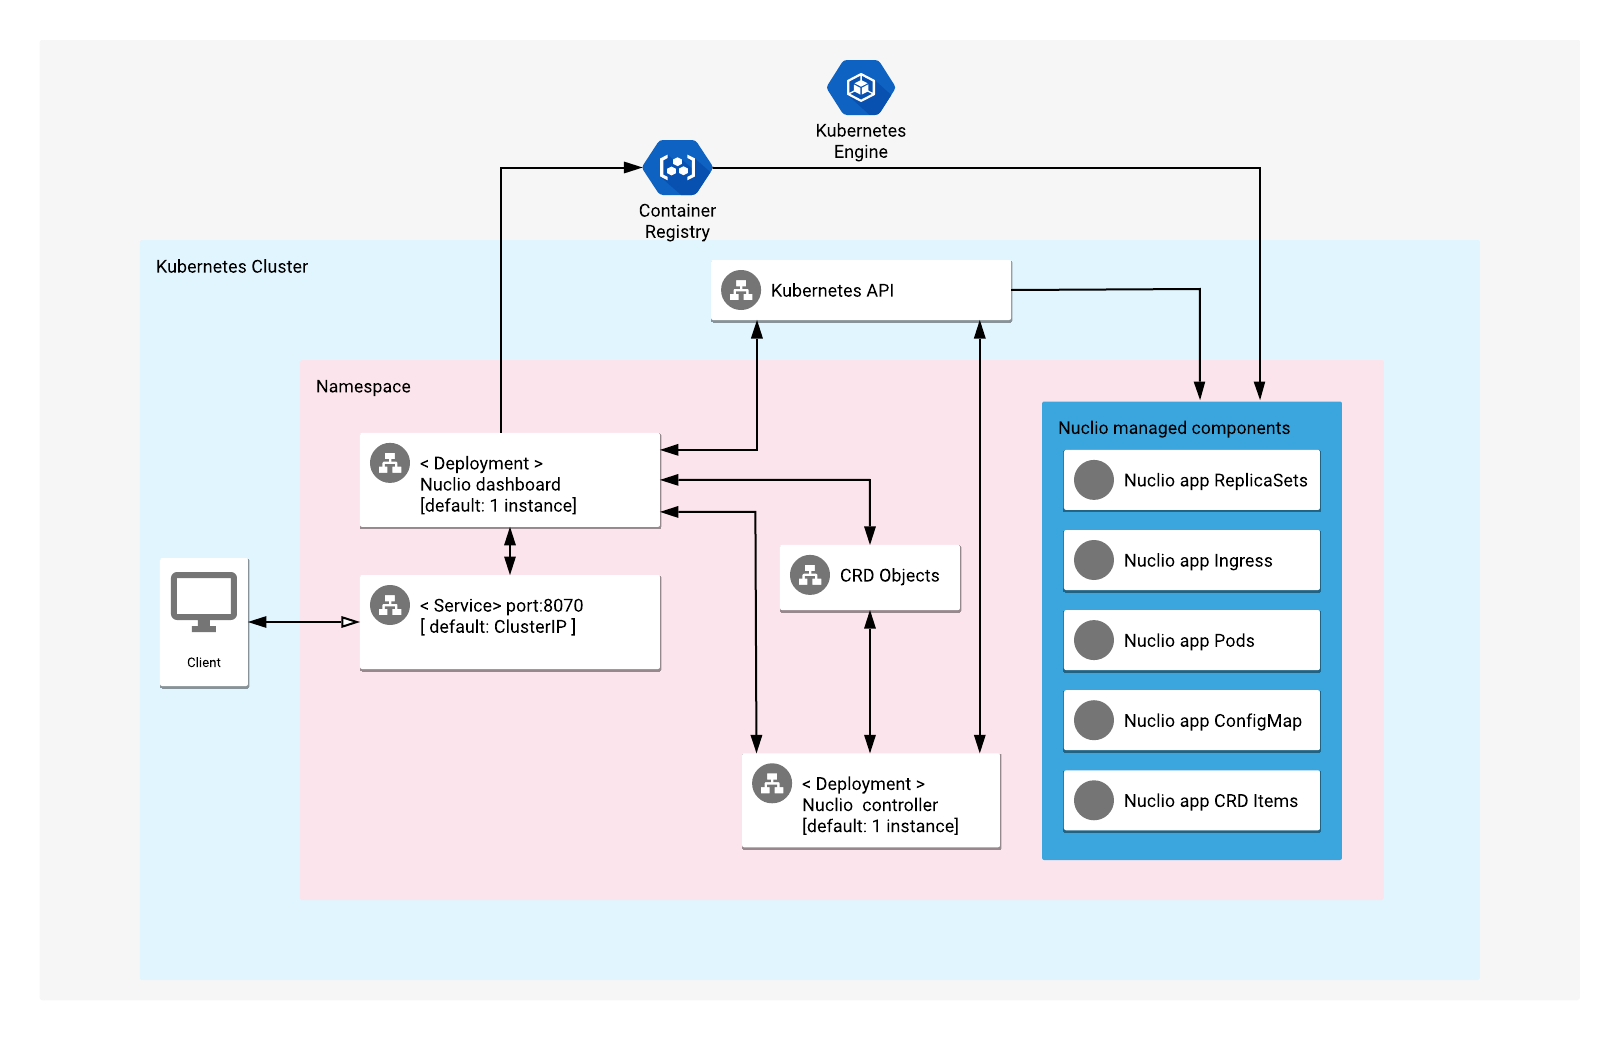 Kubernetes
Engine
Container
Registry
Kubernetes Cluster
Kubernetes API
Namespace
< Deployment >
Nuclio dashboard
[default: 1 instance]
< Service> port:8070
[ default: ClusterIP ]
Client
CRD Objects
< Deployment >
Nuclio  controller
[default: 1 instance]
Nuclio managed components
Nuclio app ReplicaSets
Nuclio app Ingress
Nuclio app Pods
Nuclio app ConfigMap
Nuclio app CRD Items